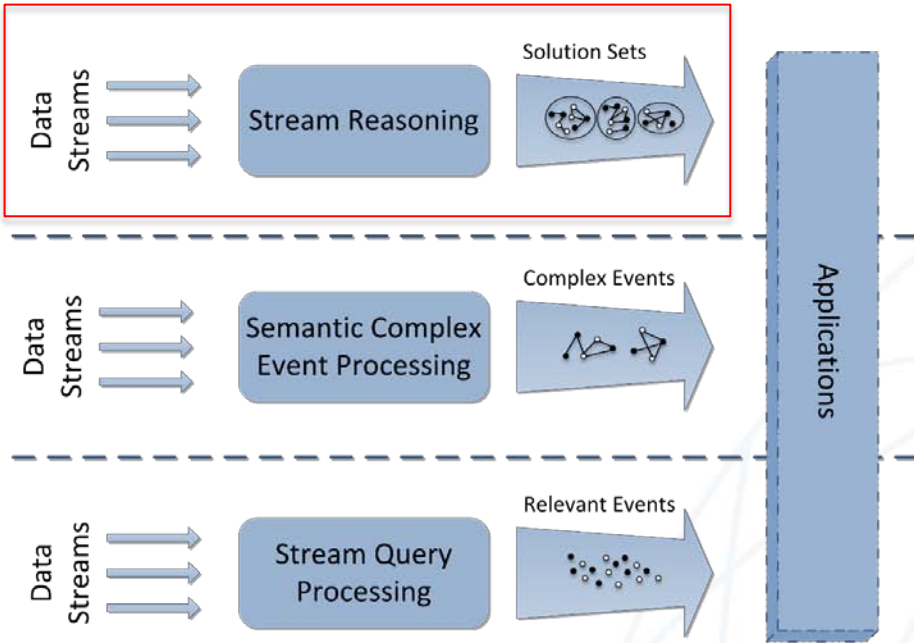 Solution Sets
Data
Streams
Stream Reasoning
Complex Events
Data
Streams
Semantic Complex
Event Processing
Relevant Events
Data
Streams
Stream Query
Processing
Applications